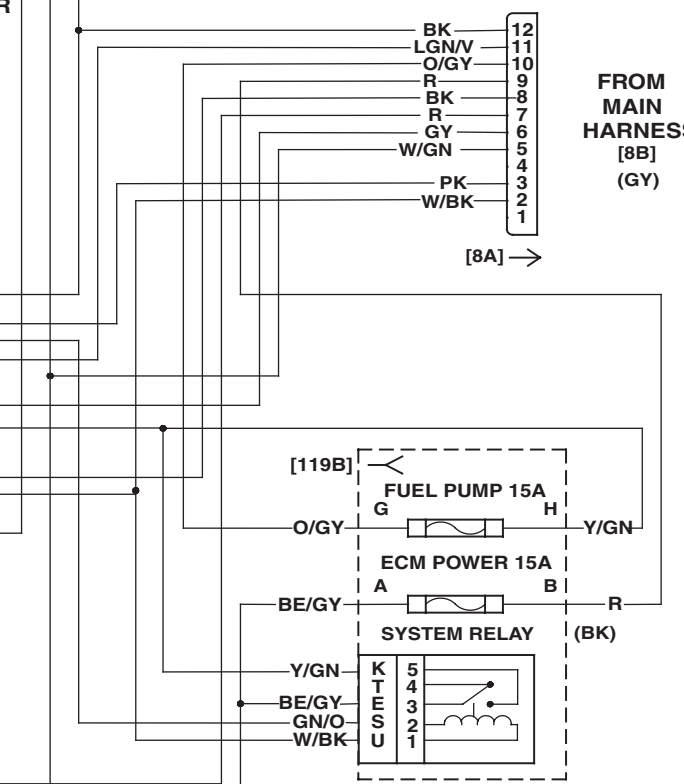 R
BK 12
LGN/V 11
O/GY 10
R 9
BK 8
R 7
GY 6
W/GN 5
4
PK 3
W/BK 2
1
FROM
MAIN
HARNESS
[8B]
(GY)
[8A]
[119B]
FUEL PUMP 15A
G H
O/GY Y/GN
ECM POWER 15A
A B
BE/GY R
SYSTEM RELAY (BK)
Y/GN K 5
T 4
BE/GY E 3
GN/O S 2
W/BK U 1